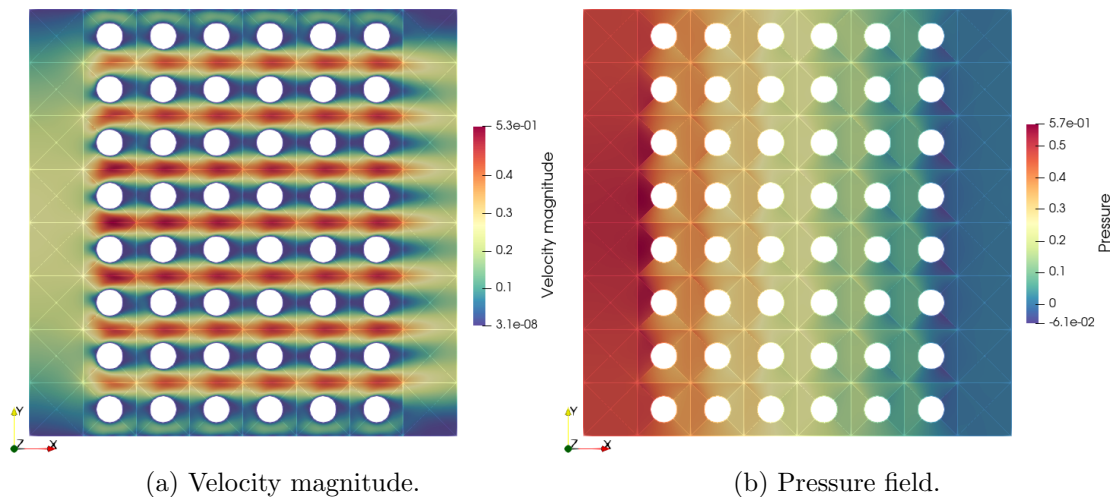 5.3e-01
0.4
0.3
0.2
0.1
3.1e-08
Velocity magnitude
Y
Z
X
(a) Velocity magnitude.
5.7e-01
0.5
0.4
0.3
0.2
0.1
0
-6.1e-02
Pressure
Y
Z
X
(b) Pressure field.